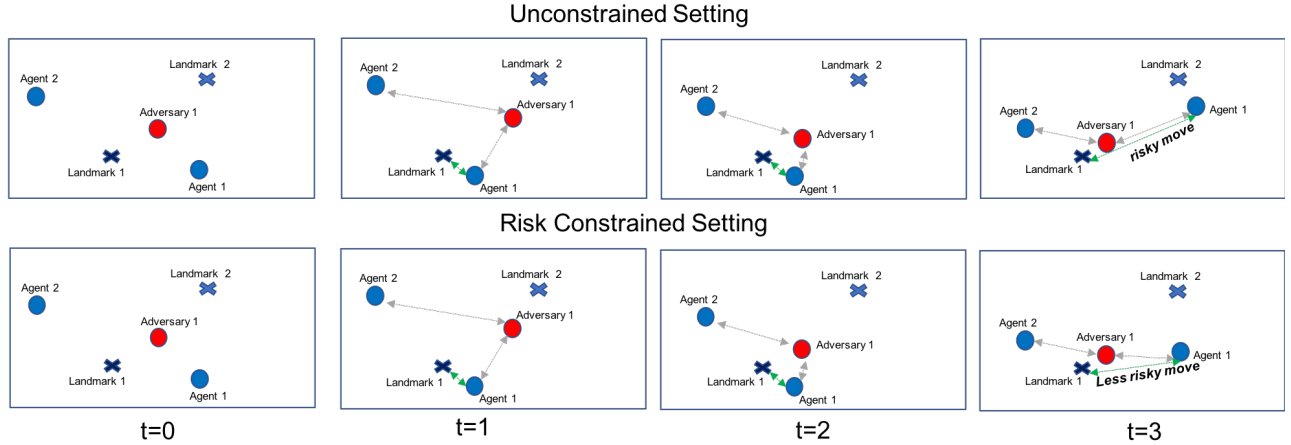 Unconstrained Setting
Agent 2
Landmark 2
Adversary 1
Landmark 1
Agent 1
Agent 2
Landmark 2
Adversary 1
Landmark 1
Agent 1
Landmark 2
Agent 2
Adversary 1
Landmark 1
Agent 1
Landmark 2
Agent 1
Agent 2
Adversary 1
risky move
Landmark 1
Risk Constrained Setting
Landmark 2
Agent 2
Adversary 1
Landmark 1
Agent 1
Landmark 2
Agent 2
Adversary 1
Landmark 1
Agent 1
Landmark 2
Agent 2
Adversary 1
Landmark 1
Agent 1
Landmark 2
Agent 2
Adversary 1
Agent 1
Landmark 1
Less risky move
t=0
t=1
t=2
t=3